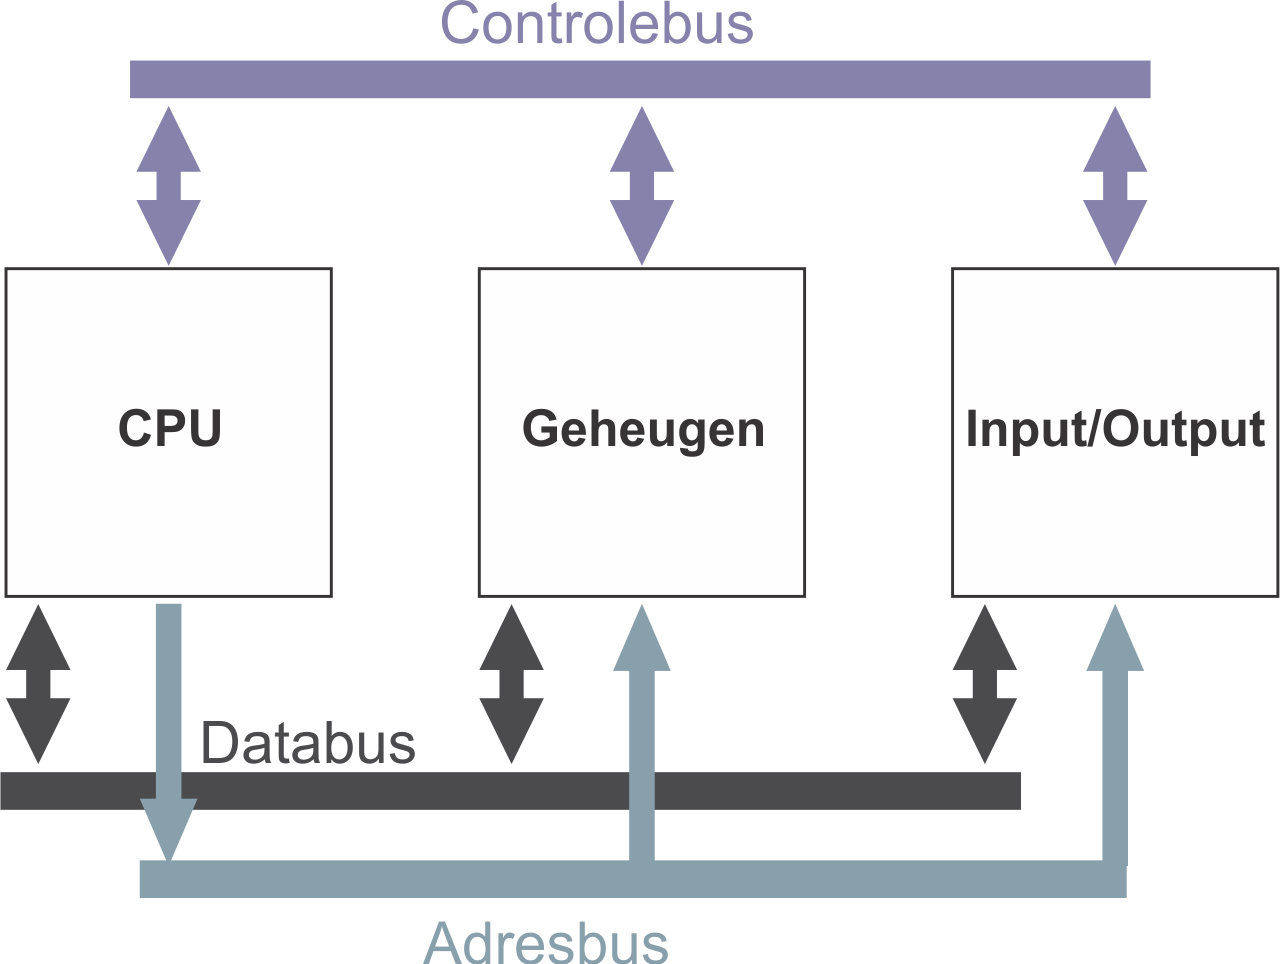 Controlebus
CPU
Geheugen
Input/Output
Databus
Adresbus